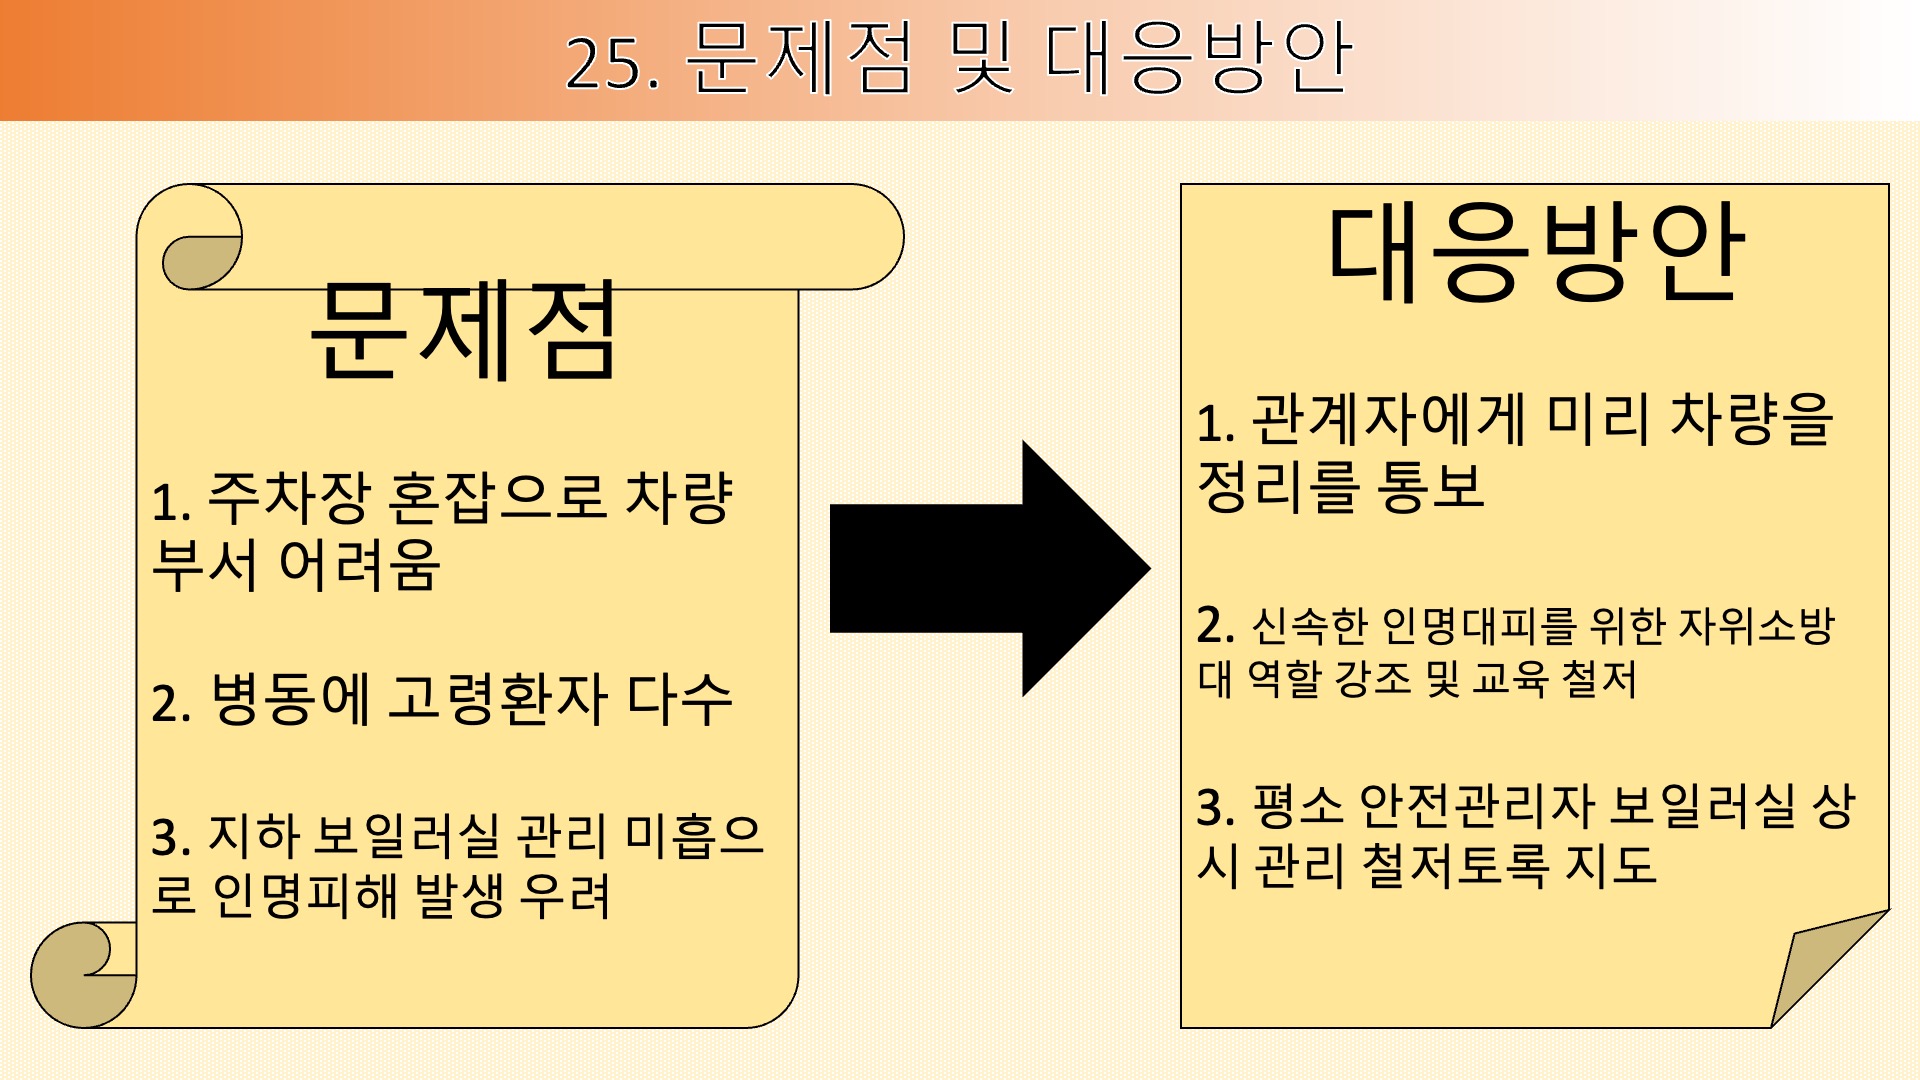 25. 문제점 및 대응방안
문제점
1. 주차장 혼잡으로 차량
부서 어려움
2. 병동에 고령환자 다수
3. 지하 보일러실 관리 미흡으
로 인명피해 발생 우려
대응방안
1. 관계자에게 미리 차량을
정리를 통보
2. 신속한 인명대피를 위한 자위소방
대 역할 강조 및 교육 철저
3. 평소 안전관리자 보일러실 상
시 관리 철저토록 지도